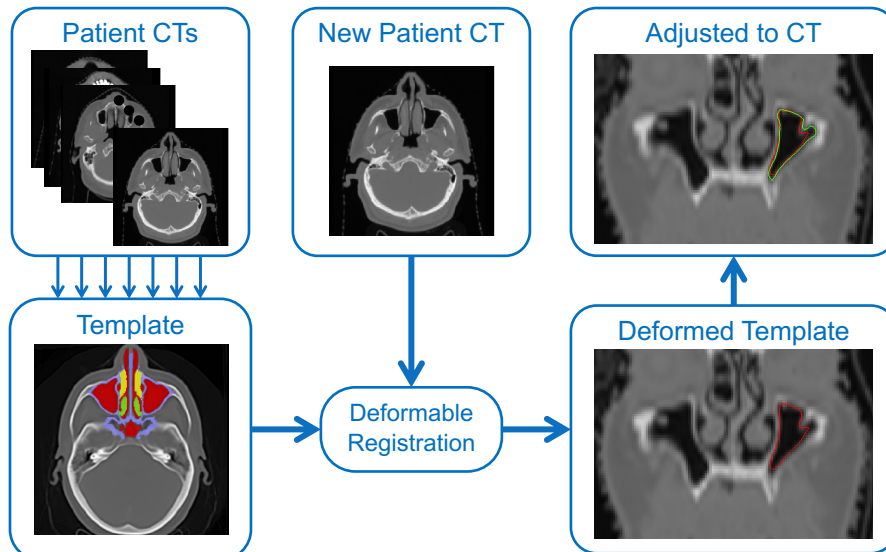 Patient CTs
New Patient CT
Adjusted to CT
Template
Deformable
Registration
Deformed Template